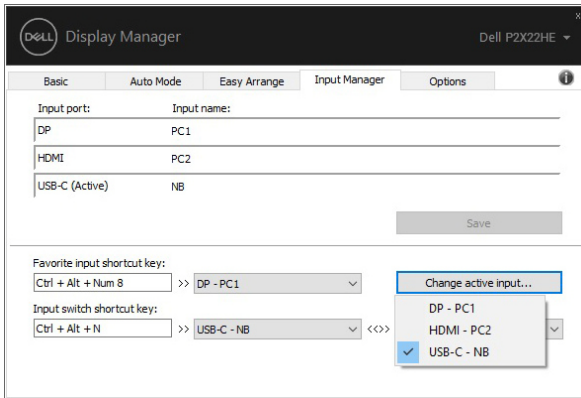 DELL Display Manager Dell P2X22HE
Basic Auto Mode Easy Arrange Input Manager Options
Input port: Input name:
DP PC1
HDMI PC2
USB-C (Active) NB
Save
Favorite input shortcut key:
Ctrl + Alt + Num 8 >> DP - PC1 Change active input...
Input switch shortcut key:
Ctrl + Alt + N >> USB-C - NB <<>>
DP - PC1
HDMI - PC2
USB-C - NB